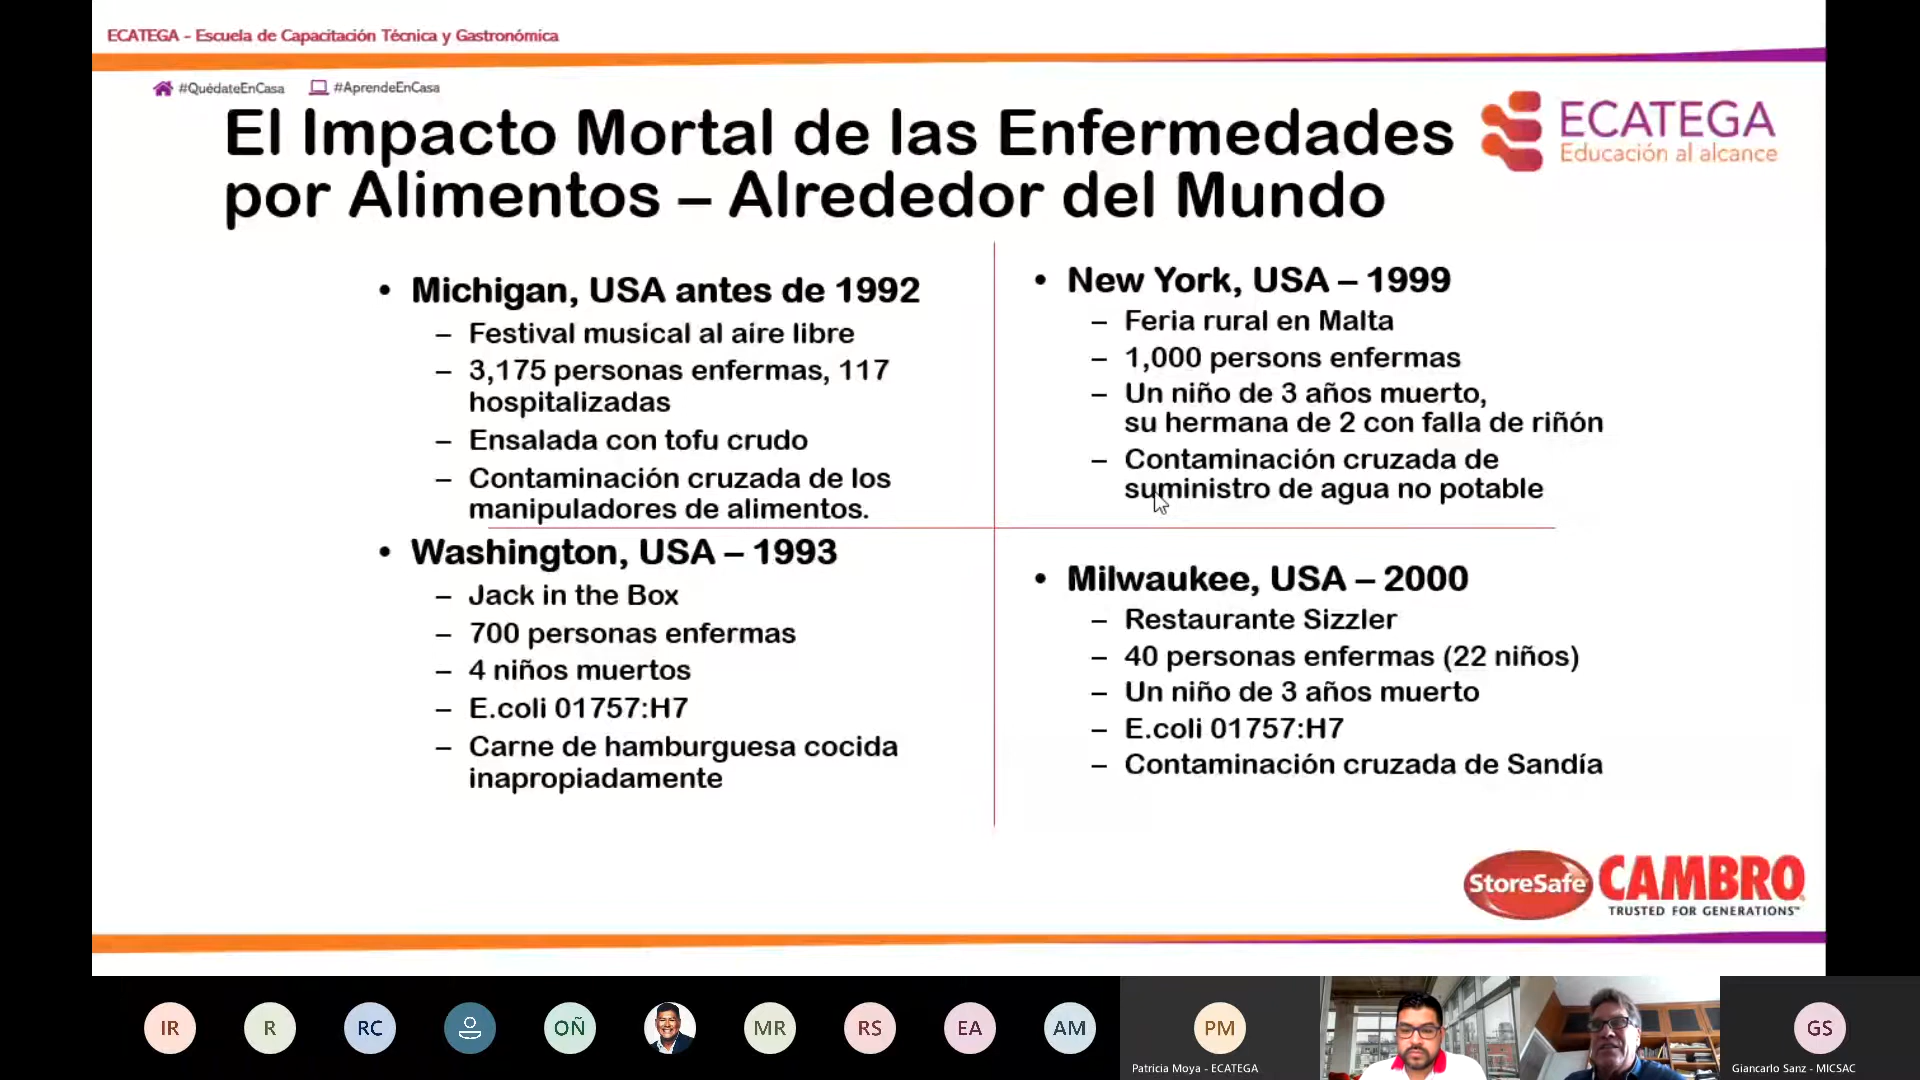 ECATEGA - Escuela de Capacitación Técnica y Gastronómica
#QuédateEnCasa #AprendeEnCasa
El Impacto Mortal de las Enfermedades
por Alimentos – Alrededor del Mundo
ECATEGA
Educación al alcance
• Michigan, USA antes de 1992
– Festival musical al aire libre
– 3,175 personas enfermas, 117
hospitalizadas
– Ensalada con tofu crudo
– Contaminación cruzada de los
manipuladores de alimentos.
• Washington, USA – 1993
– Jack in the Box
– 700 personas enfermas
– 4 niños muertos
– E.coli 01757:H7
– Carne de hamburguesa cocida
inapropiadamente
• New York, USA – 1999
– Feria rural en Malta
– 1,000 persons enfermas
– Un niño de 3 años muerto,
su hermana de 2 con falla de riñón
– Contaminación cruzada de
suministro de agua no potable
• Milwaukee, USA – 2000
– Restaurante Sizzler
– 40 personas enfermas (22 niños)
– Un niño de 3 años muerto
– E.coli 01757:H7
– Contaminación cruzada de Sandía
StoreSafe
CAMBRO
TRUSTED FOR GENERATIONS™
IR
R
RC
OÑ
MR
RS
EA
AM
PM
Patricia Moya - ECATEGA
GS
Giancarlo Sanz - MICSAC